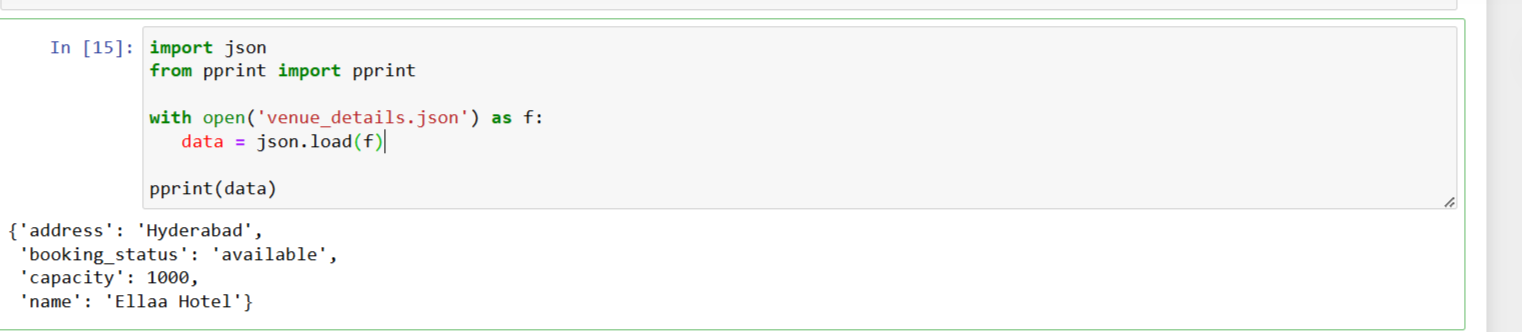 In [15]:
import json
from pprint import pprint
with open('venue_details.json') as f:
   data = json.load(f)
pprint(data)
{'address': 'Hyderabad',
 'booking_status': 'available',
 'capacity': 1000,
 'name': 'Ellaa Hotel'}